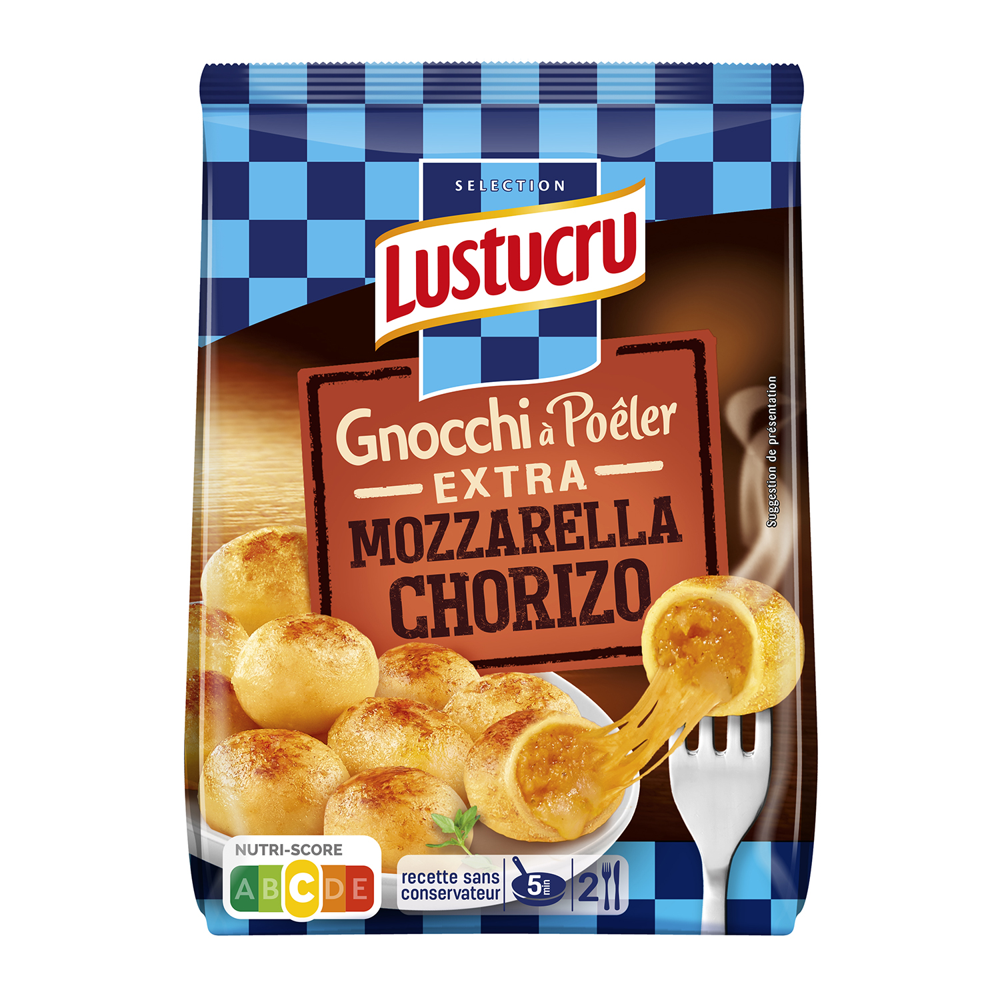 SELECTION
Lustucru
Gnocchi à Poêler
EXTRA
MOZZARELLA
CHORIZO
Suggestion de présentation
NUTRI-SCORE
A B C D E
recette sans
conservateur
5 min
2